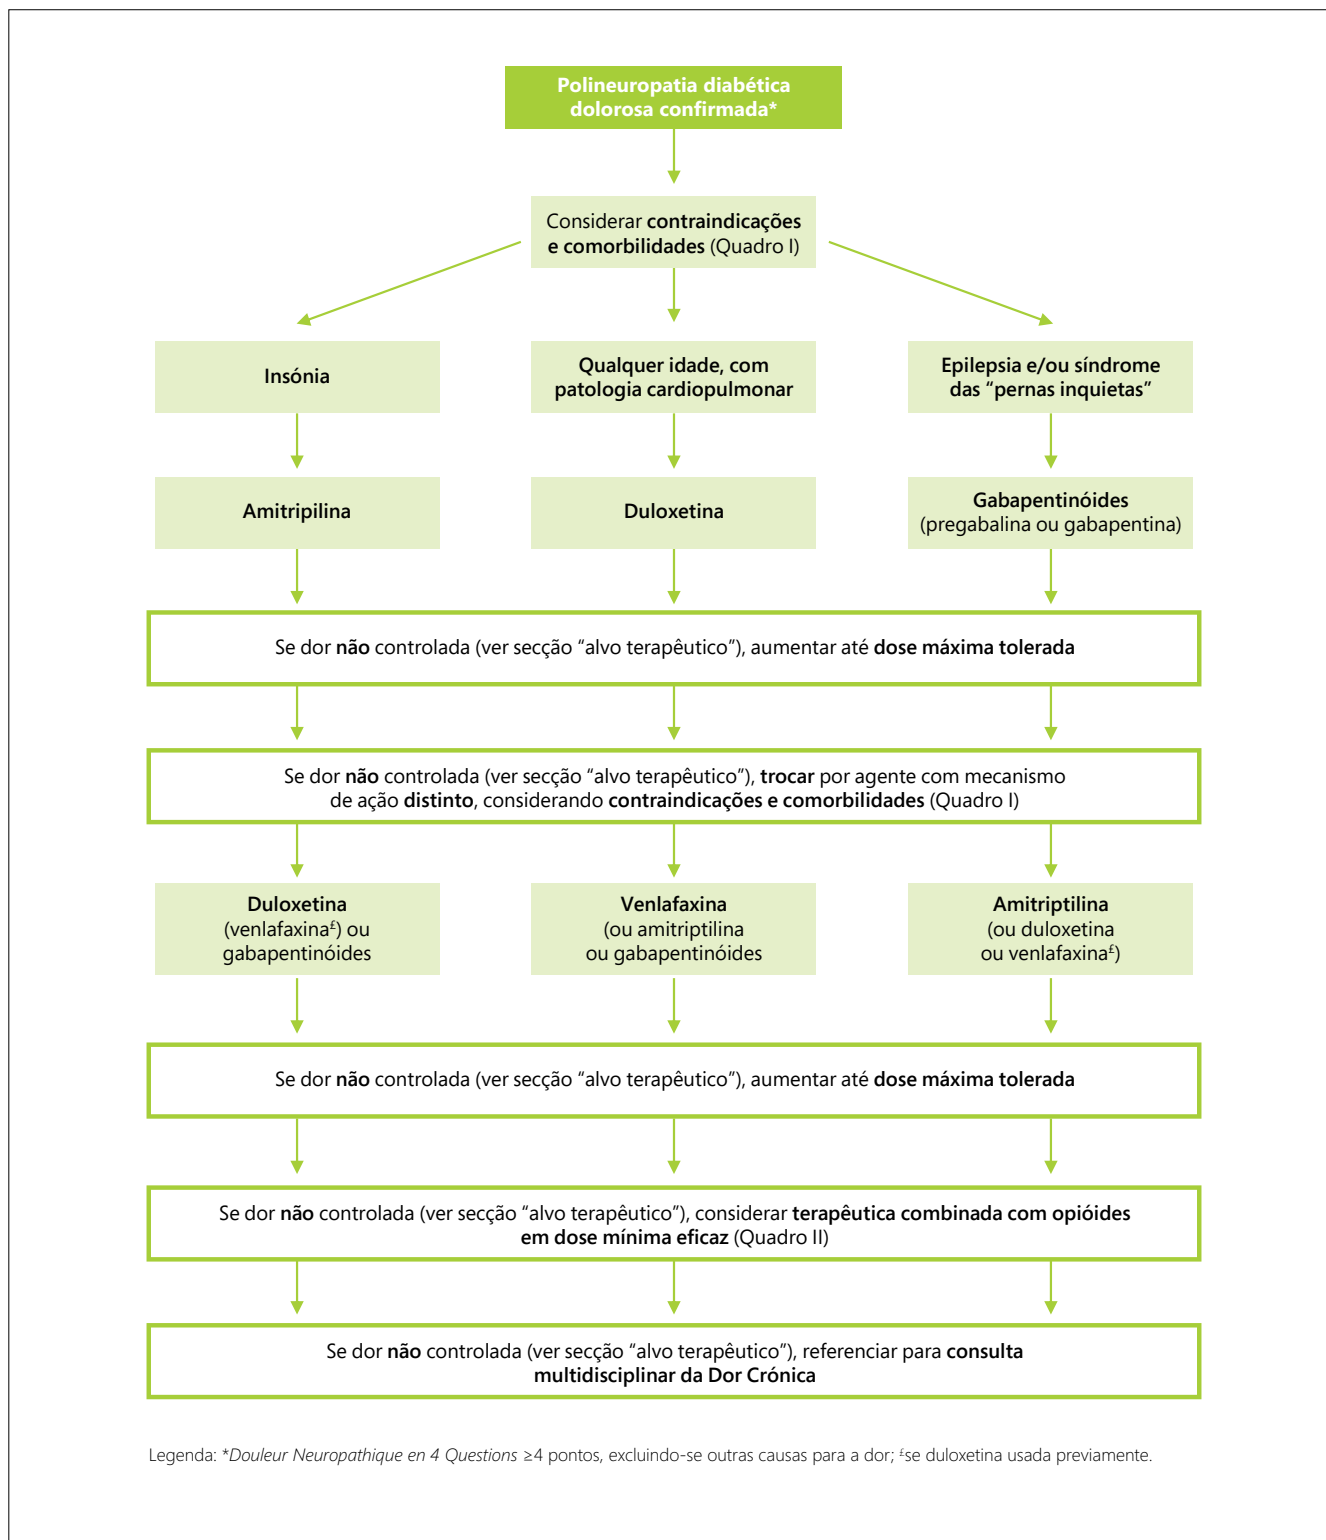 Polineuropatia diabética
dolorosa confirmada*
Considerar contraindicações
e comorbilidades (Quadro I)
Insónia
Qualquer idade, com
patologia cardiopulmonar
Epilepsia e/ou síndrome
das “pernas inquietas”
Amitripilina
Duloxetina
Gabapentinóides
(pregabalina ou gabapentina)
Se dor não controlada (ver secção “alvo terapêutico”), aumentar até dose máxima tolerada
Se dor não controlada (ver secção “alvo terapêutico”), trocar por agente com mecanismo
de ação distinto, considerando contraindicações e comorbilidades (Quadro I)
Duloxetina
(venlafaxina£) ou
gabapentinóides
Venlafaxina
(ou amitriptilina
ou gabapentinóides
Amitriptilina
(ou duloxetina
ou venlafaxina£)
Se dor não controlada (ver secção “alvo terapêutico”), aumentar até dose máxima tolerada
Se dor não controlada (ver secção “alvo terapêutico”), considerar terapêutica combinada com opióides
em dose mínima eficaz (Quadro II)
Se dor não controlada (ver secção “alvo terapêutico”), referenciar para consulta
multidisciplinar da Dor Crónica
Legenda: *Douleur Neuropathique en 4 Questions ≥4 pontos, excluindo-se outras causas para a dor; £se duloxetina usada previamente.